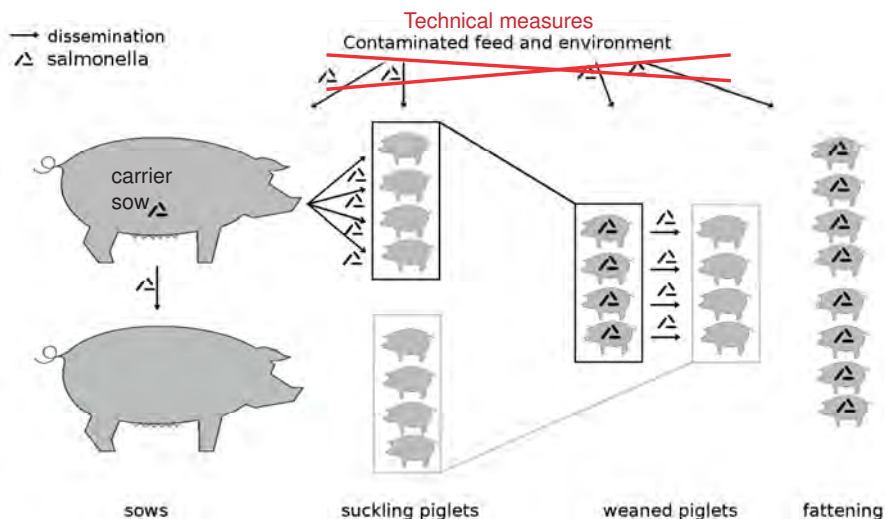 Technical measures
Contaminated feed and environment
dissemination
salmonella
carrier
sow
sows
suckling piglets
weaned piglets
fattening